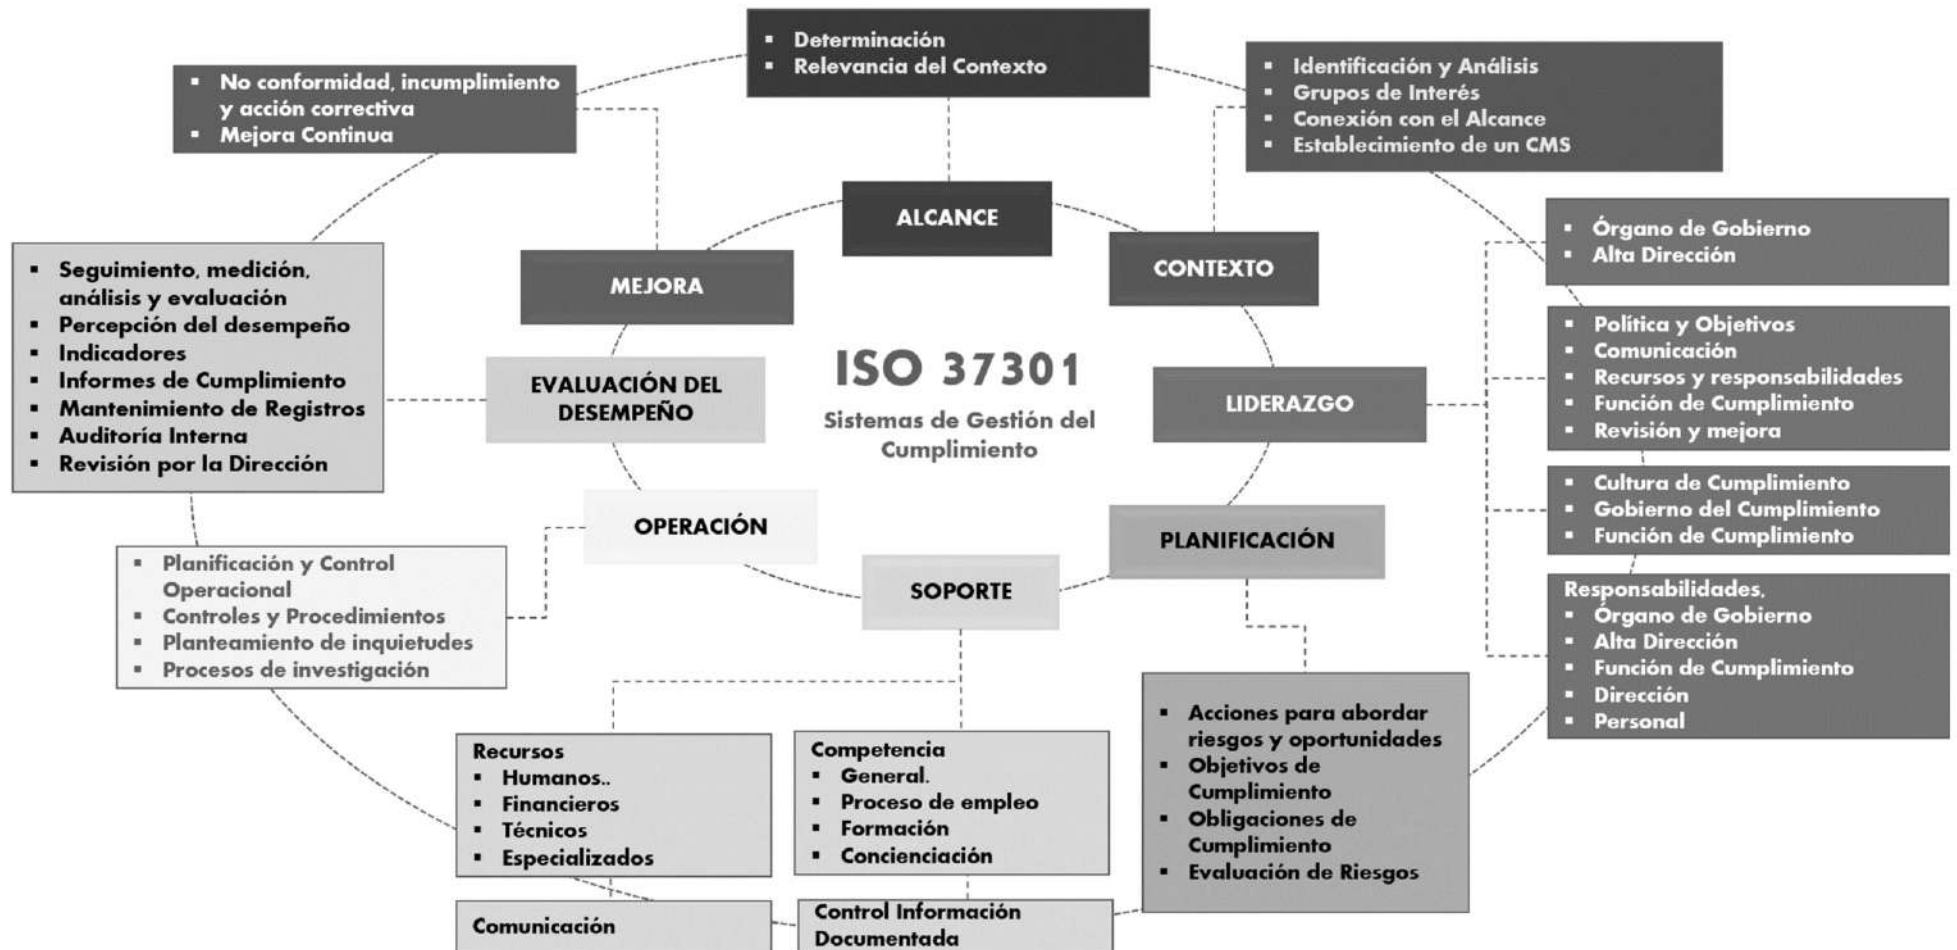 Determinación
Relevancia del Contexto
No conformidad, incumplimiento
y acción correctiva
Mejora Continua
Identificación y Análisis
Grupos de Interés
Conexión con el Alcance
Establecimiento de un CMS
ALCANCE
CONTEXTO
MEJORA
Órgano de Gobierno
Alta Dirección
Seguimiento, medición,
análisis y evaluación
Percepción del desempeño
Indicadores
Informes de Cumplimiento
Mantenimiento de Registros
Auditoría Interna
Revisión por la Dirección
EVALUACIÓN DEL
DESEMPEÑO
ISO 37301
Sistemas de Gestión del
Cumplimiento
LIDERAZGO
Política y Objetivos
Comunicación
Recursos y responsabilidades
Función de Cumplimiento
Revisión y mejora
Cultura de Cumplimiento
Gobierno del Cumplimiento
Función de Cumplimiento
OPERACIÓN
PLANIFICACIÓN
SOPORTE
Planificación y Control
Operacional
Controles y Procedimientos
Planteamiento de inquietudes
Procesos de investigación
Responsabilidades,
Órgano de Gobierno
Alta Dirección
Función de Cumplimiento
Dirección
Personal
Recursos
Humanos..
Financieros
Técnicos
Especializados
Competencia
General.
Proceso de empleo
Formación
Concienciación
Acciones para abordar
riesgos y oportunidades
Objetivos de
Cumplimiento
Obligaciones de
Cumplimiento
Evaluación de Riesgos
Comunicación
Control Información
Documentada